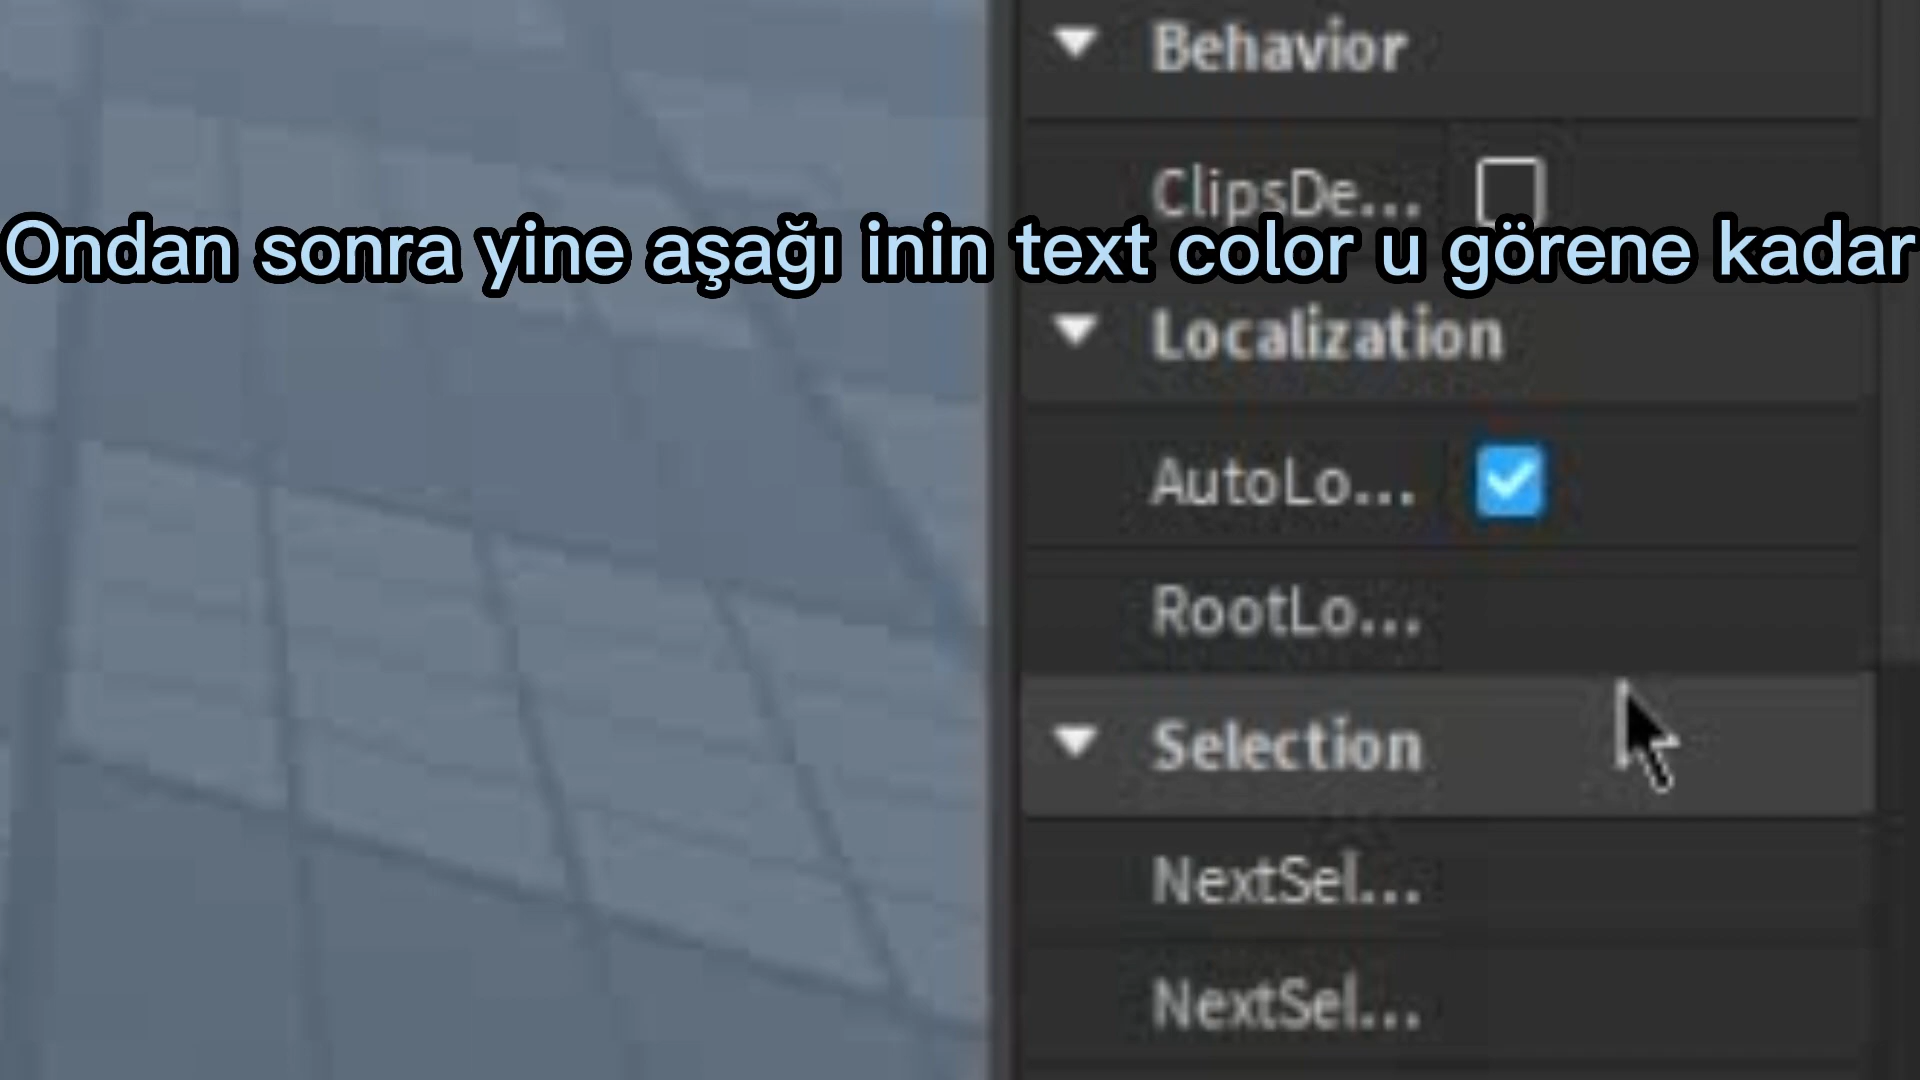 Behavior
ClipsDe...
Ondan sonra yine aşağı inin text color u görene kadar
Localization
AutoLo...
RootLo...
Selection
NextSel...
NextSel...